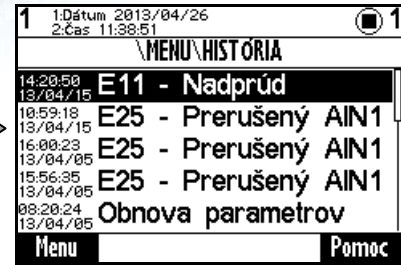 1 1:Dátum 2013/04/26 1
2:Čas 11:38:51
\MENU\HISTÓRIA
14:20:50 13/04/15 E11 - Nadprúd
10:59:18 13/04/15 E25 - Prerušený AIN1
16:00:23 13/04/05 E25 - Prerušený AIN1
15:56:35 13/04/05 E25 - Prerušený AIN1
08:20:24 13/04/05 Obnova parametrov
Menu Pomoc